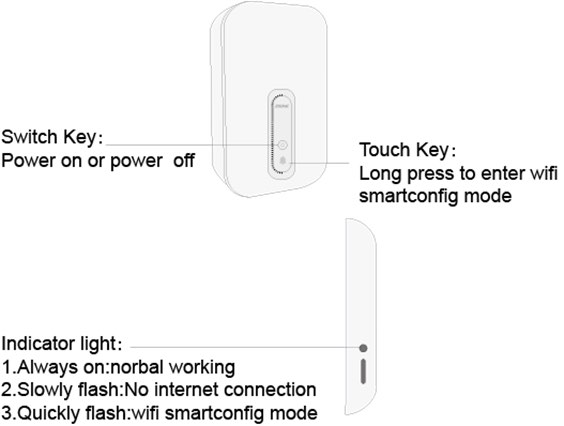 Switch Key:
Power on or power off
Touch Key:
Long press to enter wifi
smartconfig mode
Indicator light:
1.Always on:norbal working
2.Slowly flash:No internet connection
3.Quickly flash:wifi smartconfig mode